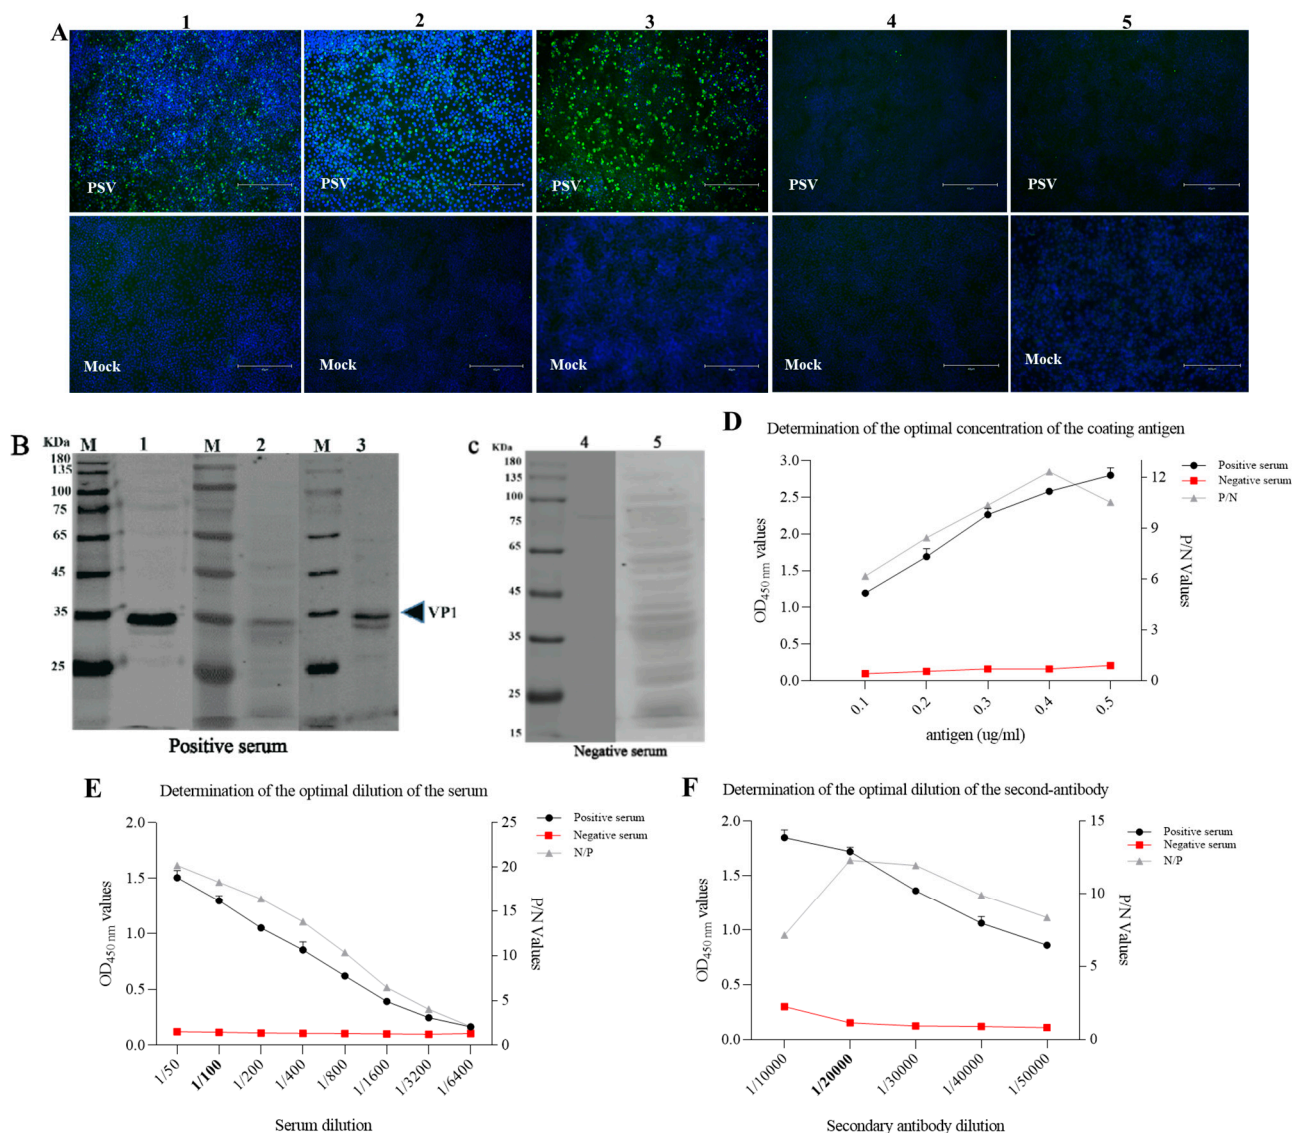 A 1 2 3 4 5
PSV PSV PSV PSV PSV
Mock Mock Mock Mock Mock
B KDa M 1 M 2 M 3
180
135
100
75
65
45
35
25
VP1
Positive serum
c KDa 4 5
180
135
100
75
65
45
35
25
15
Negative serum
D Determination of the optimal concentration of the coating antigen
3.0
2.5
2.0
1.5
1.0
0.5
0.0
OD450 nm values
12
9
6
3
0
P/N Values
Positive serum
Negative serum
P/N
0.1 0.2 0.3 0.4 0.5
antigen (ug/ml)
E Determination of the optimal dilution of the serum
2.0
1.5
1.0
0.5
0.0
OD450 nm values
25
20
15
10
5
0
P/N Values
Positive serum
Negative serum
N/P
1/50 1/100 1/200 1/400 1/800 1/1600 1/3200 1/6400
Serum dilution
F Determination of the optimal dilution of the second-antibody
2.0
1.5
1.0
0.5
0.0
OD450 nm values
15
10
5
0
P/N Values
Positive serum
Negative serum
N/P
1/10000 1/20000 1/30000 1/40000 1/50000
Secondary antibody dilution